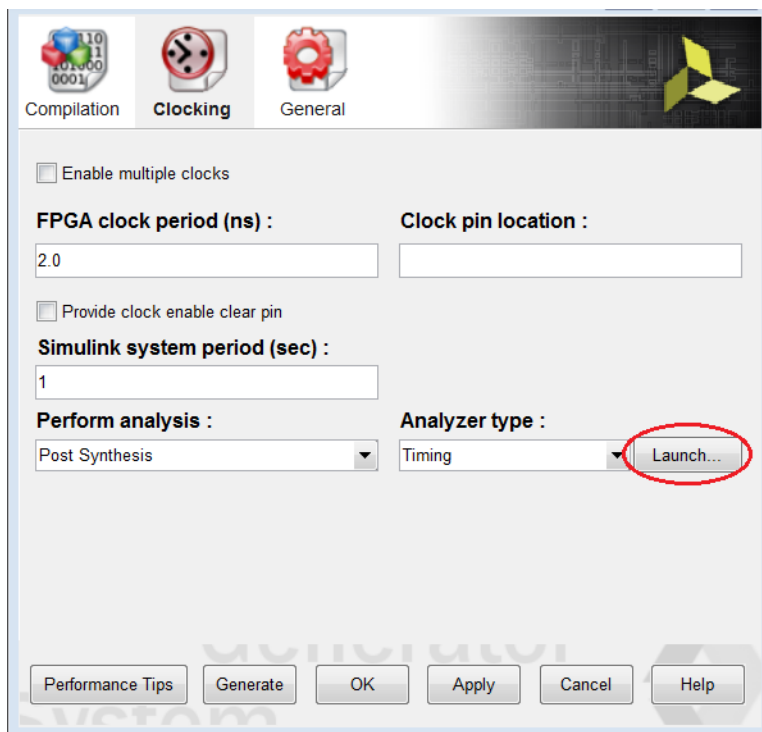 110
11
101000
0001
Compilation
Clocking
General
Enable multiple clocks
FPGA clock period (ns) :
Clock pin location :
2.0
Provide clock enable clear pin
Simulink system period (sec) :
1
Perform analysis :
Analyzer type :
Post Synthesis
Timing
Launch...
Generator
Performance Tips
Generate
OK
Apply
Cancel
Help
System